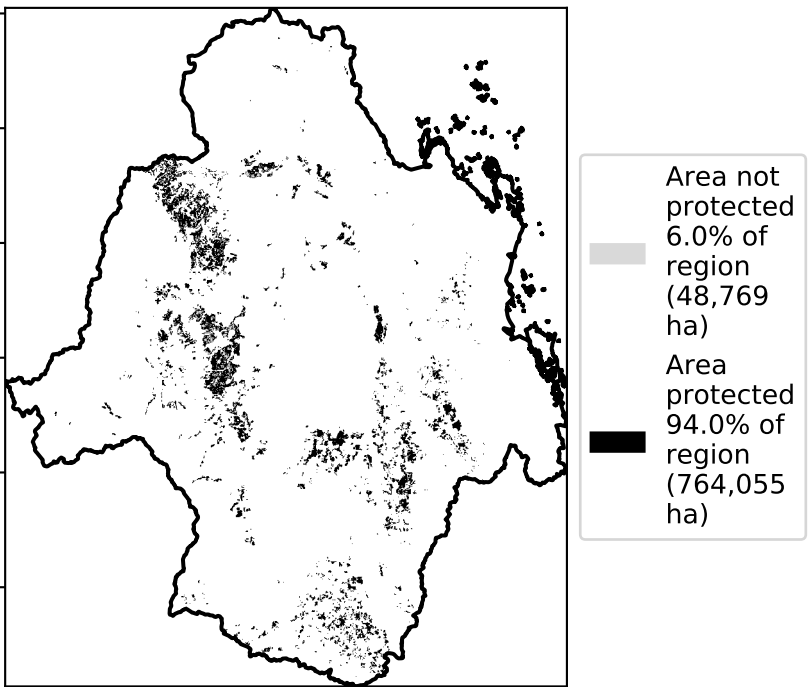 Area not
protected
6.0% of
region
(48,769
ha)
Area
protected
94.0% of
region
(764,055
ha)